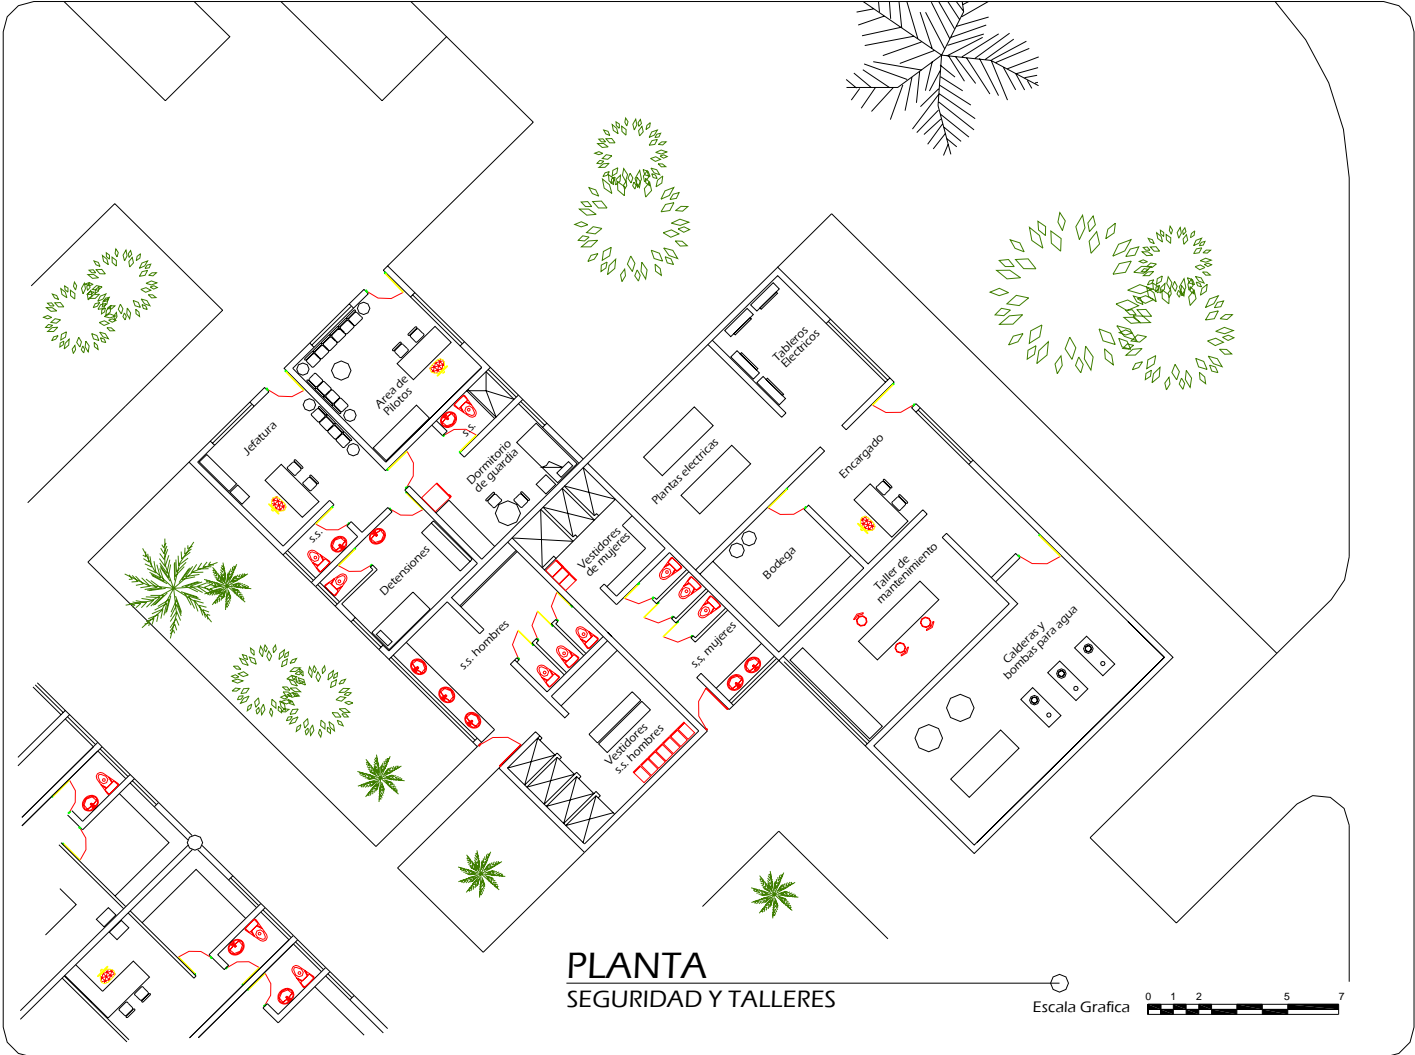 Tableros
Electricos
Area de
Pilotos
Jefatura
s.s.
Dormitorio
de guardia
Encargado
Plantas electricas
s.s.
Vestidores
de mujeres
Detensiones
Bodega
Taller de
mantenimiento
s.s. hombres
s.s. mujeres
Calderas y
bombas para agua
Vestidores
s.s. hombres
PLANTA
SEGURIDAD Y TALLERES
Escala Grafica
0 1 2 5 7